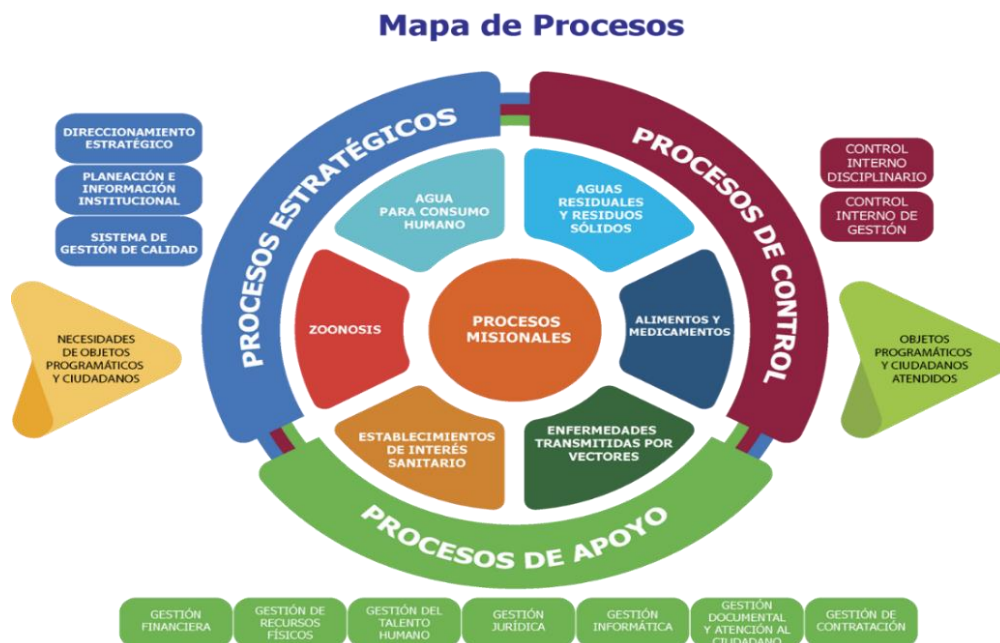 Mapa de Procesos
DIRECCIONAMIENTO
ESTRATÉGICO
PLANEACIÓN E
INFORMACIÓN
INSTITUCIONAL
SISTEMA DE
GESTIÓN DE CALIDAD
PROCESOS ESTRATÉGICOS
PROCESOS DE CONTROL
CONTROL
INTERNO
DISCIPLINARIO
CONTROL
INTERNO DE
GESTIÓN
AGUA
PARA CONSUMO
HUMANO
AGUAS
RESIDUALES
Y RESIDUOS
SÓLIDOS
NECESIDADES
DE OBJETOS
PROGRAMÁTICOS
Y CIUDADANOS
ZOONOSIS
PROCESOS
MISIONALES
ALIMENTOS Y
MEDICAMENTOS
OBJETOS
PROGRAMÁTICOS
Y CIUDADANOS
ATENDIDOS
ESTABLECIMIENTOS
DE INTERÉS
SANITARIO
ENFERMEDADES
TRANSMITIDAS POR
VECTORES
PROCESOS DE APOYO
GESTIÓN
FINANCIERA
GESTIÓN DE
RECURSOS
FÍSICOS
GESTIÓN DEL
TALENTO
HUMANO
GESTIÓN
JURÍDICA
GESTIÓN
INFORMÁTICA
GESTIÓN
DOCUMENTAL
Y ATENCIÓN AL
CIUDADANO
GESTIÓN DE
CONTRATACIÓN